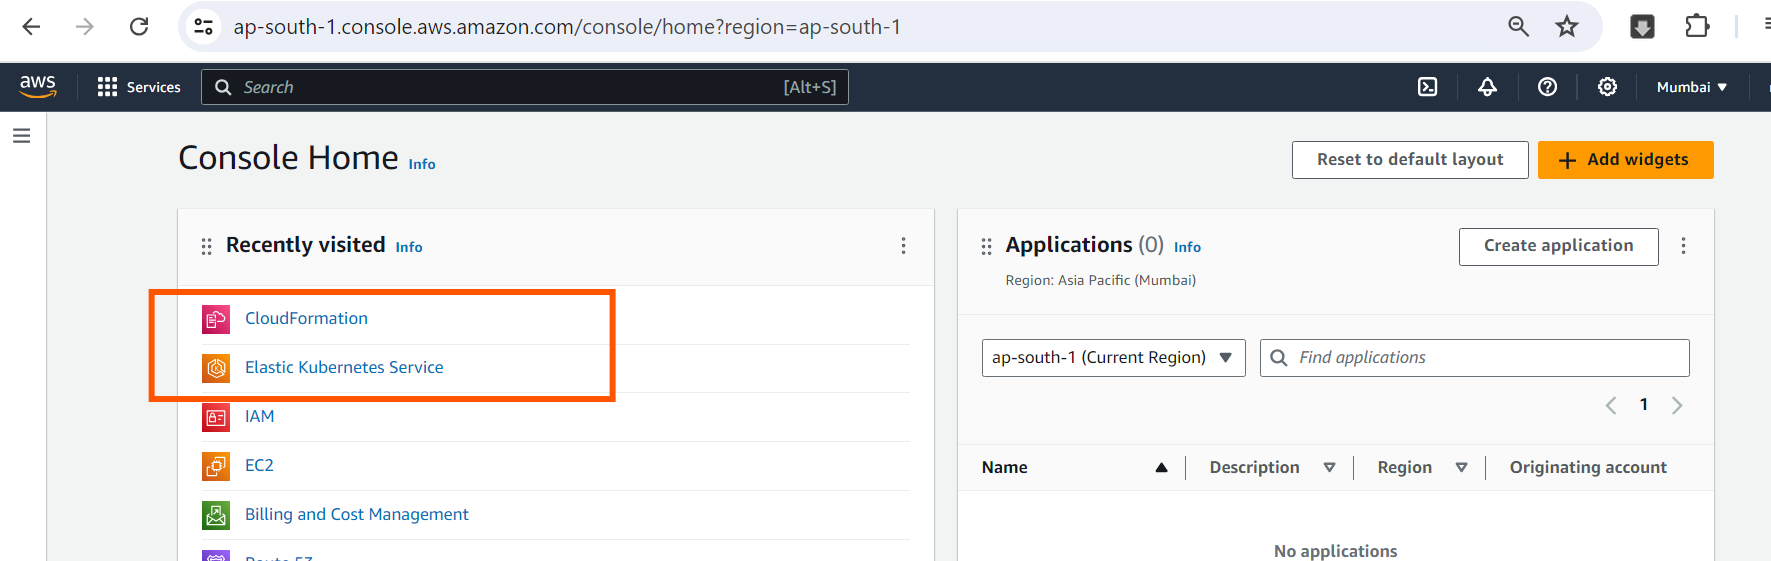 ap-south-1.console.aws.amazon.com/console/home?region=ap-south-1
aws
Services
Search
[Alt+S]
Mumbai
Console Home Info
Reset to default layout
Add widgets
Recently visited Info
CloudFormation
Elastic Kubernetes Service
IAM
EC2
Billing and Cost Management
Applications (0) Info
Create application
Region: Asia Pacific (Mumbai)
ap-south-1 (Current Region)
Find applications
1
Name
Description
Region
Originating account
No applications